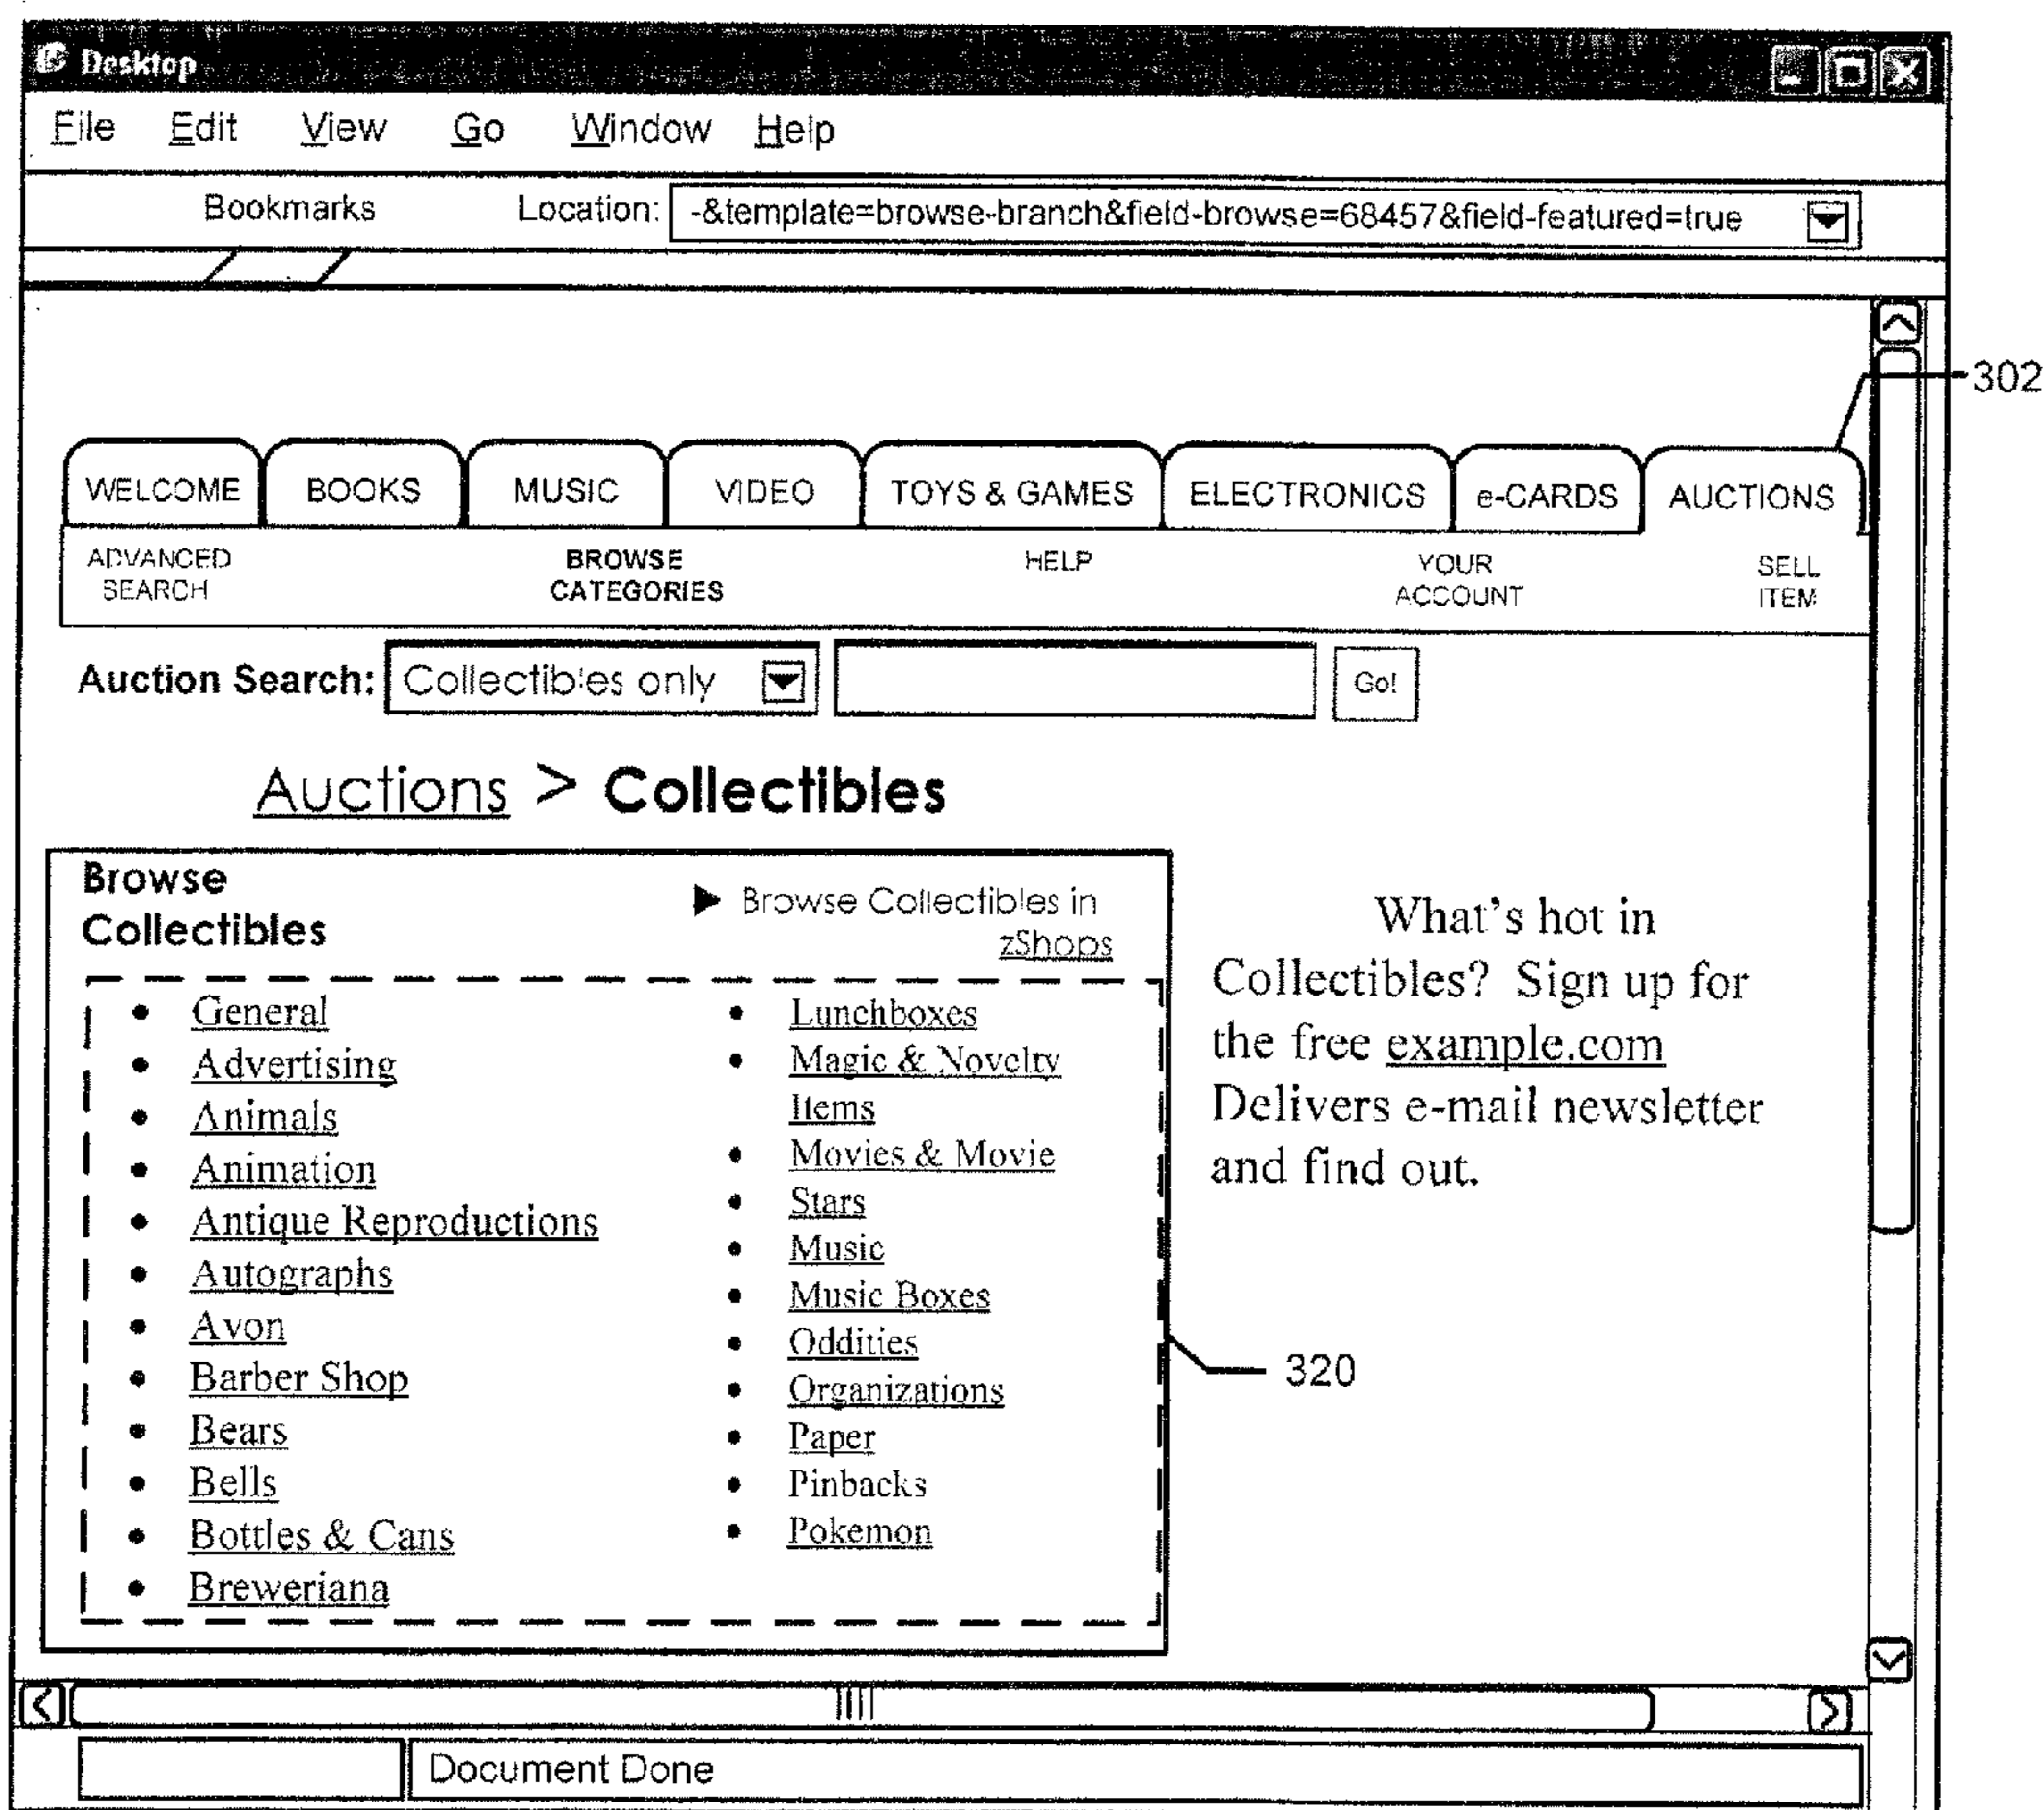 Desktop
File Edit View Go Window Help
Bookmarks Location: -&template=browse-branch&field-browse=68457&field-featured=true
302
WELCOME BOOKS MUSIC VIDEO TOYS & GAMES ELECTRONICS e-CARDS AUCTIONS
ADVANCED SEARCH
BROWSE CATEGORIES
HELP
YOUR ACCOUNT
SELL ITEM
Auction Search: Collectibles only Go!
Auctions > Collectibles
Browse
Collectibles
▶ Browse Collectibles in
zShops
• General
• Advertising
• Animals
• Animation
• Antique Reproductions
• Autographs
• Avon
• Barber Shop
• Bears
• Bells
• Bottles & Cans
• Breweriana
• Lunchboxes
• Magic & Novelty
Items
• Movies & Movie
• Stars
• Music
• Music Boxes
• Oddities
• Organizations
• Paper
• Pinbacks
• Pokemon
320
What's hot in
Collectibles? Sign up for
the free example.com
Delivers e-mail newsletter
and find out.
Document Done